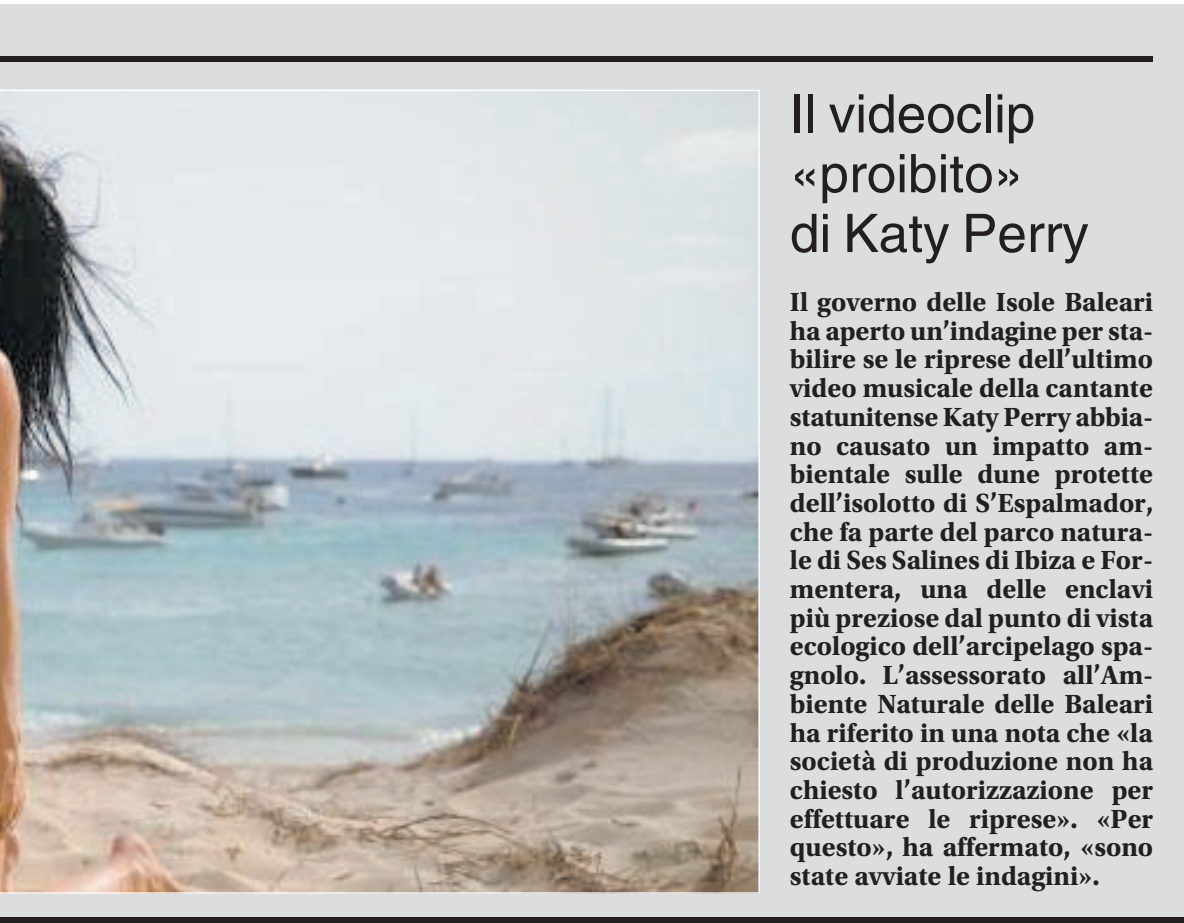 Il videoclip
«proibito»
di Katy Perry
Il governo delle Isole Baleari
ha aperto un'indagine per sta-
bilire se le riprese dell'ultimo
video musicale della cantante
statunitense Katy Perry abbia-
no causato un impatto am-
bientale sulle dune protette
dell'isolotto di S'Espalmador,
che fa parte del parco natura-
le di Ses Salines di Ibiza e For-
mentera, una delle enclavi
più preziose dal punto di vista
ecologico dell'arcipelago spa-
gnolo. L'assessorato all'Am-
biente Naturale delle Baleari
ha riferito in una nota che «la
società di produzione non ha
chiesto l'autorizzazione per
effettuare le riprese». «Per
questo», ha affermato, «sono
state avviate le indagini».